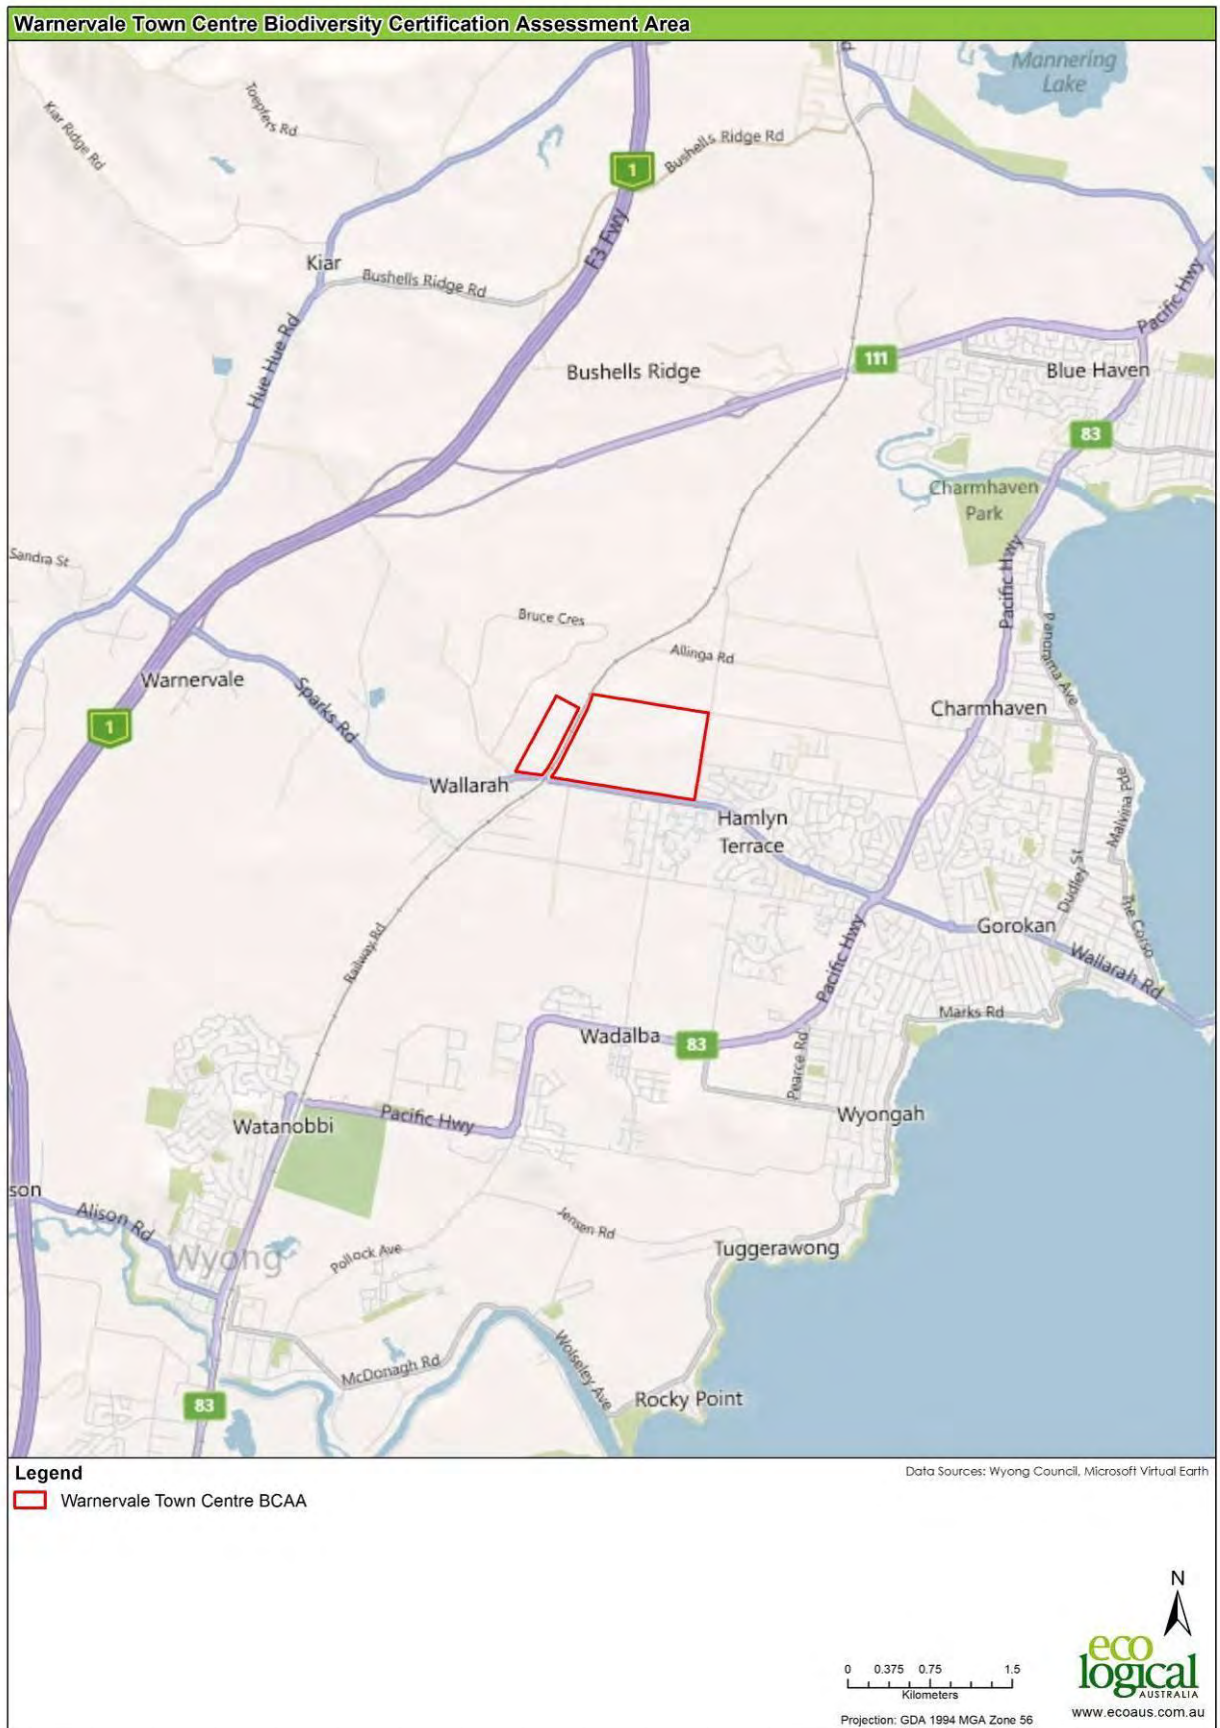 Warnervale Town Centre Biodiversity Certification Assessment Area
Mannering
Lake
Toepfers Rd
Kiar Ridge Rd
Bushells Ridge Rd
1
F3 Fwy
Kiar
Bushells Ridge Rd
Pacific Hwy
Hue Hue Rd
111
Bushells Ridge
Blue Haven
83
Charmhaven
Park
Pacific Hwy
Sandra St
Bruce Cres
Panorama Ave
Allinga Rd
Warnervale
Sparks Rd
Charmhaven
1
Wallarah
Malvina Pde
Hamlyn
Terrace
Dudley St
The Corso
Gorokan
Railway Rd
Pacific Hwy
Wallarah Rd
Marks Rd
Wadalba
83
Pearce Rd
Wyongah
Pacific Hwy
Watanobbi
son
Alison Rd
Jensen Rd
Tuggerawong
Wyong
Pollock Ave
McDonagh Rd
Wolseley Ave
Rocky Point
83
Legend
Data Sources: Wyong Council, Microsoft Virtual Earth
Warnervale Town Centre BCAA
N
0 0.375 0.75 1.5
Kilometers
Projection: GDA 1994 MGA Zone 56
eco
logical
AUSTRALIA
www.ecoaus.com.au